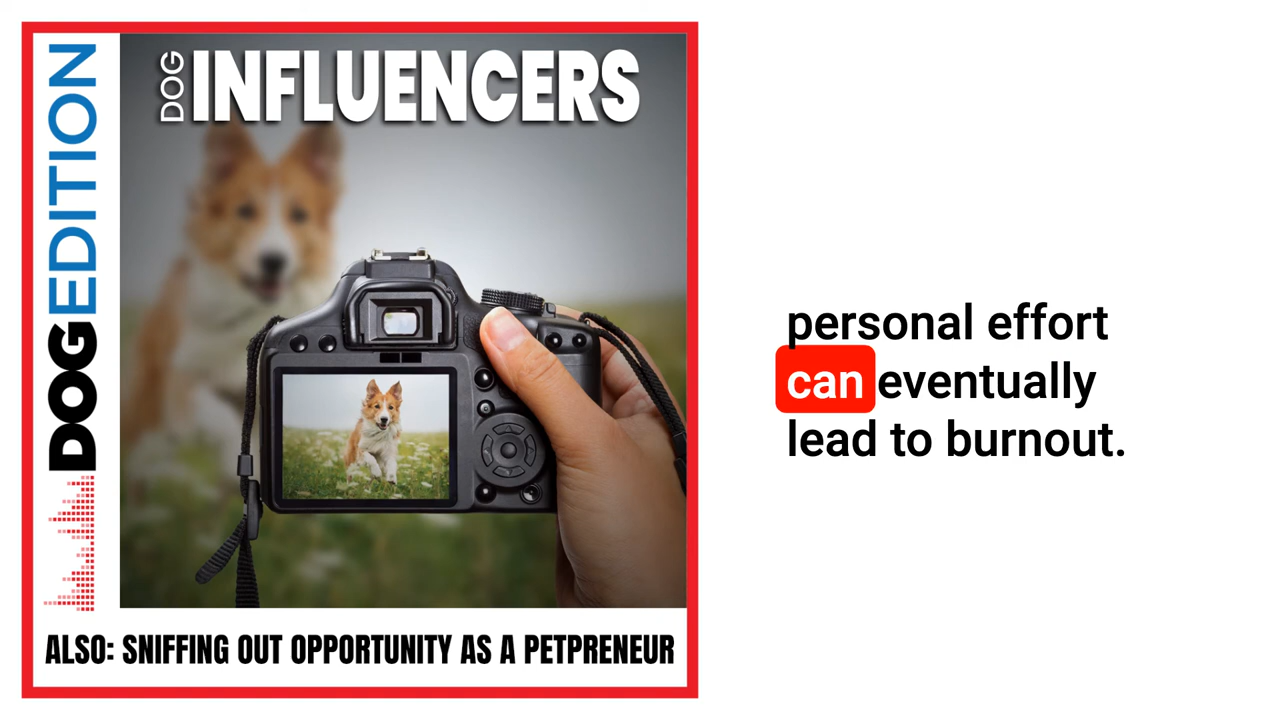 DOGEDITION
DOG INFLUENCERS
ALSO: SNIFFING OUT OPPORTUNITY AS A PETPRENEUR
personal effort
can eventually
lead to burnout.